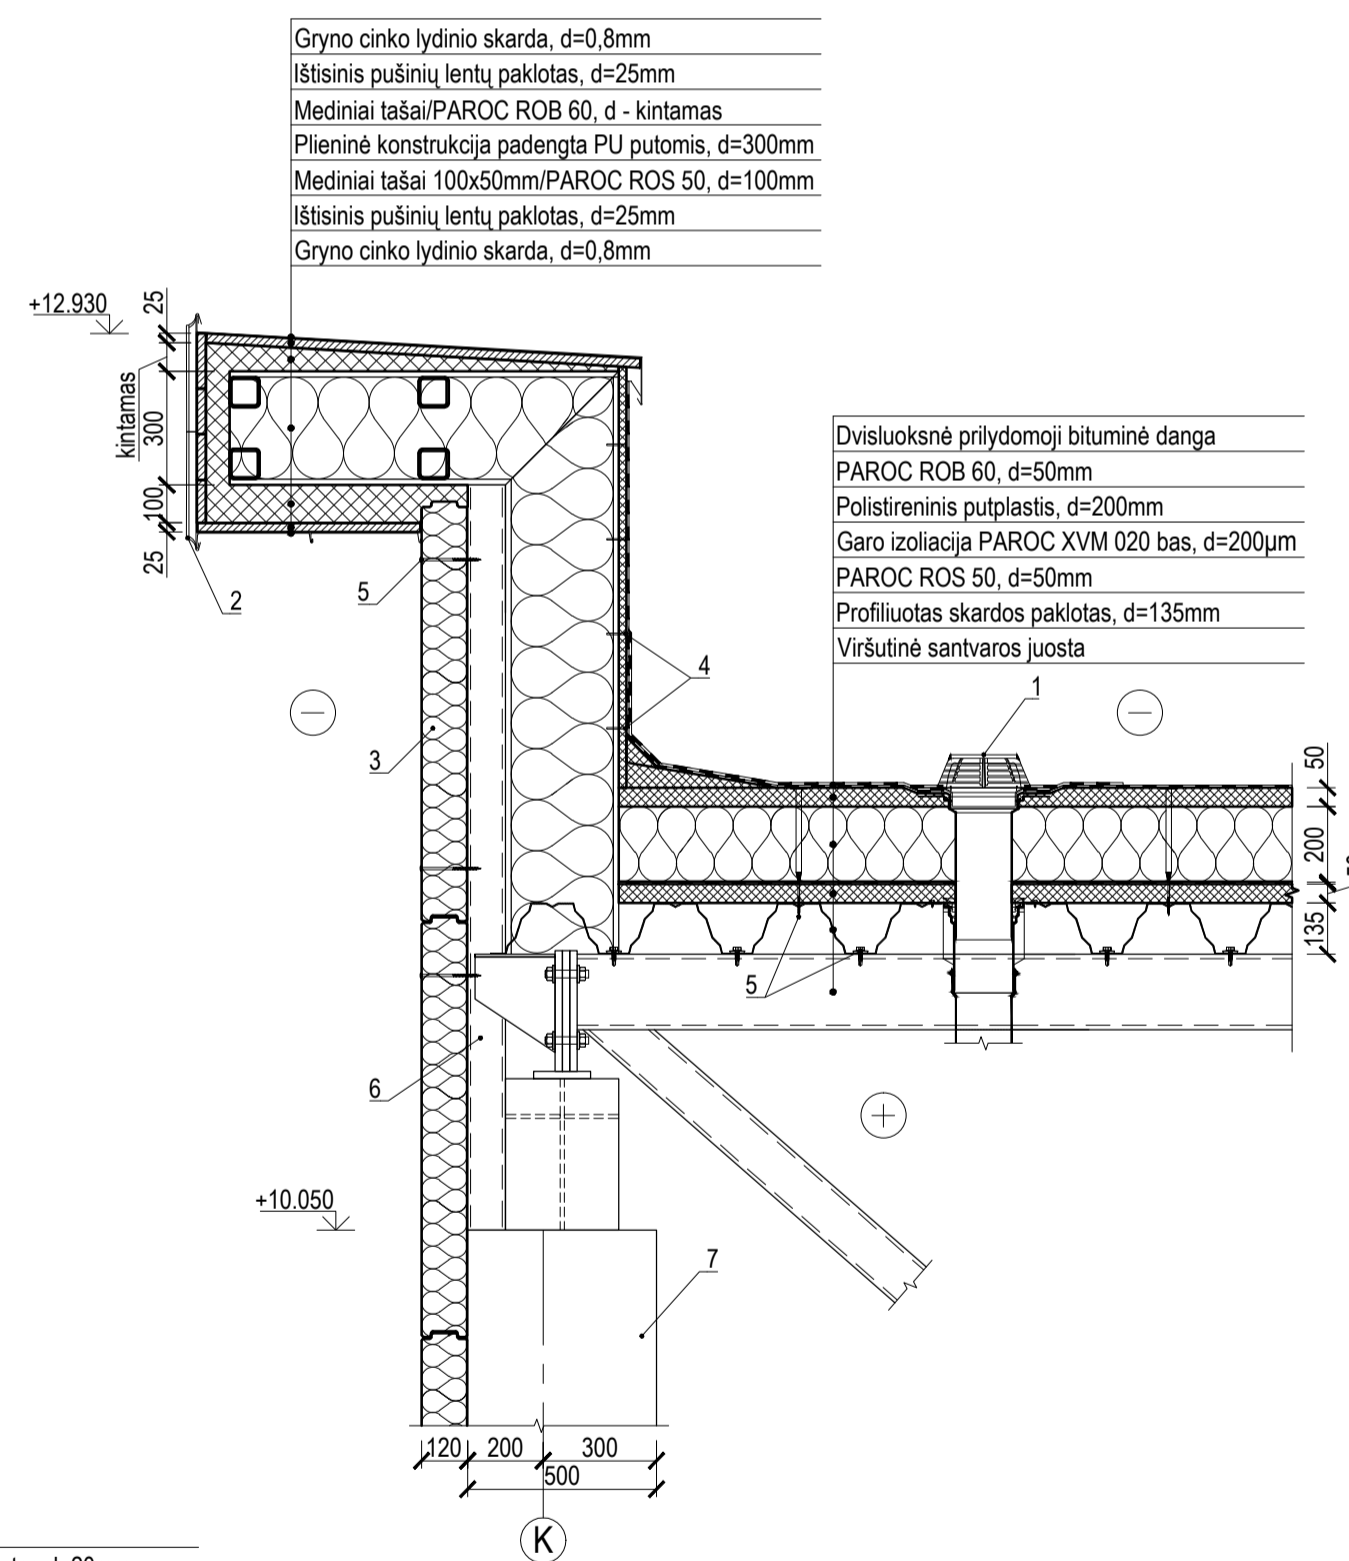 Gryno cinko lydinio skarda, d=0,8mm
Ištisinis pušinių lentų paklotas, d=25mm
Mediniai tašai/PAROC ROB 60, d - kintamas
Plieninė konstrukcija padengta PU putomis, d=300mm
Mediniai tašai 100x50mm/PAROC ROS 50, d=100mm
Ištisinis pušinių lentų paklotas, d=25mm
Gryno cinko lydinio skarda, d=0,8mm
+12.930
25
kintamas
300
100
25
2
5
Dvisluoksnė prilydomoji bituminė danga
PAROC ROB 60, d=50mm
Polistireninis putplastis, d=200mm
Garo izoliacija PAROC XVM 020 bas, d=200µm
PAROC ROS 50, d=50mm
Profiliuotas skardos paklotas, d=135mm
Viršutinė santvaros juosta
4
1
3
50
200
135
5
6
+10.050
7
120
200
300
500
K